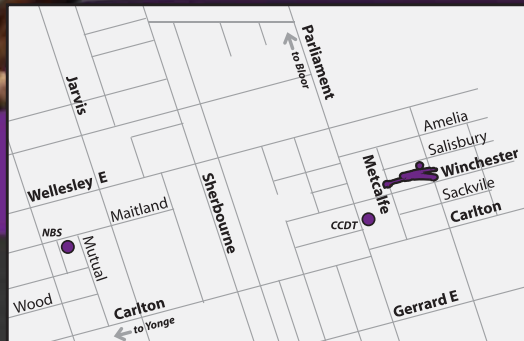 Parliament
to Bloor
Jarvis
Amelia
Salisbury
Winchester
Metcalfe
Sackvile
Wellesley E
Sherbourne
Maitland
Carlton
CCDT
NBS
Mutual
Wood
Carlton
to Yonge
Gerrard E